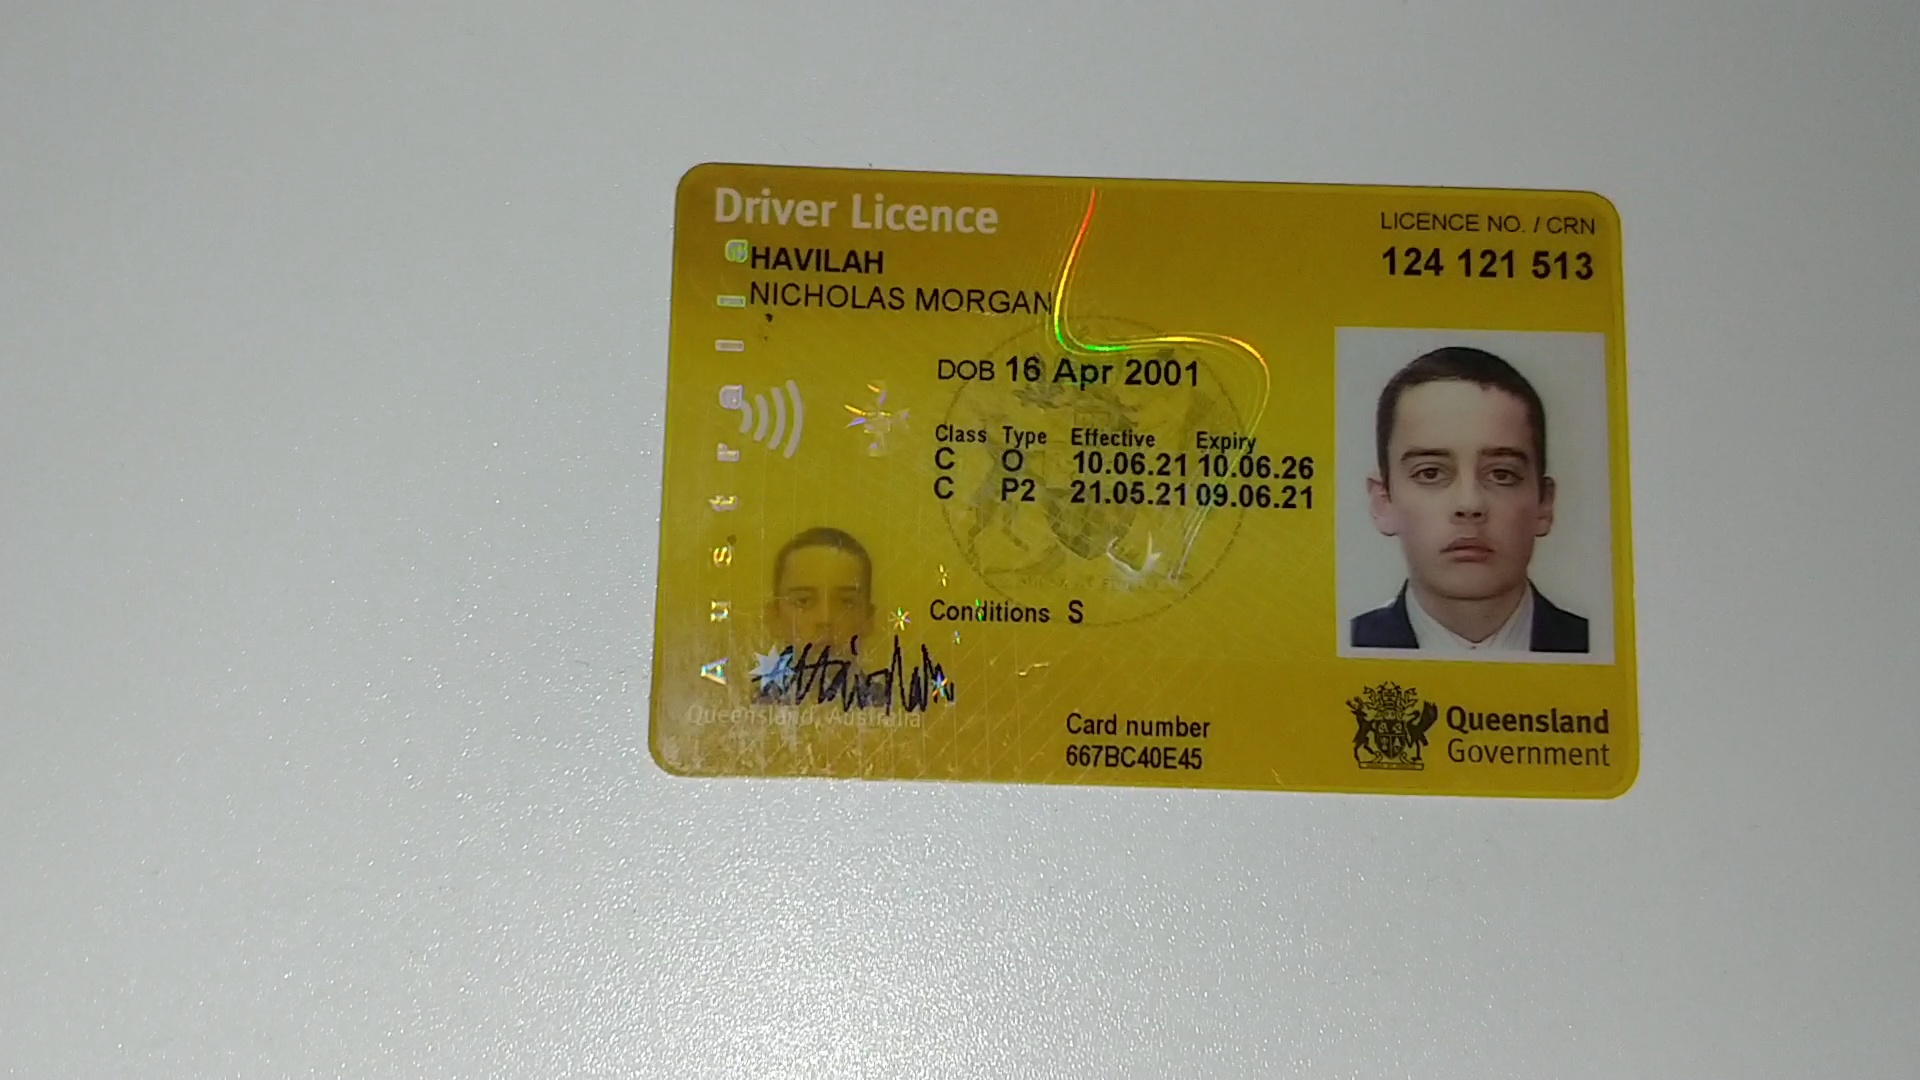 Driver Licence
LICENCE NO. / CRN
HAVILAH
124 121 513
NICHOLAS MORGAN
DOB 16 Apr 2001
Class Type Effective Expiry
C O 10.06.21 10.06.26
C P2 21.05.21 09.06.21
Australia
Conditions S
Queensland, Australia
Card number
667BC40E45
Queensland
Government